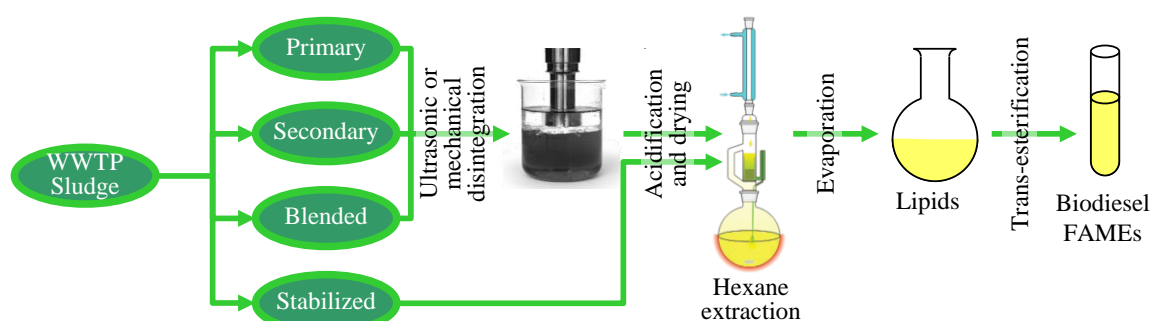 WWTP
Sludge
Primary
Secondary
Blended
Stabilized
Ultrasonic or
mechanical
disintegration
Acidification
and drying
Hexane
extraction
Evaporation
Lipids
Trans-esterification
Biodiesel
FAMEs